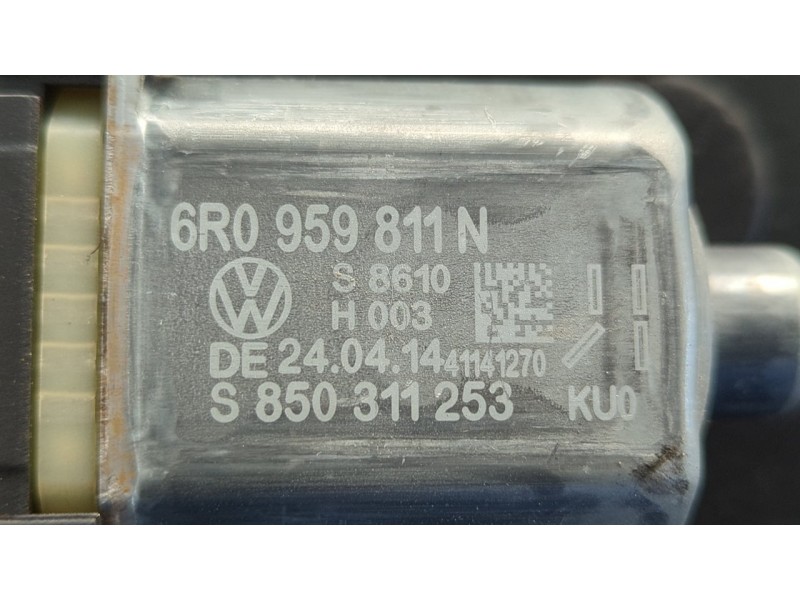 6R0 959 811 N
S 8610
H 003
DE 24.04.14 41141270
S 850 311 253 KU0